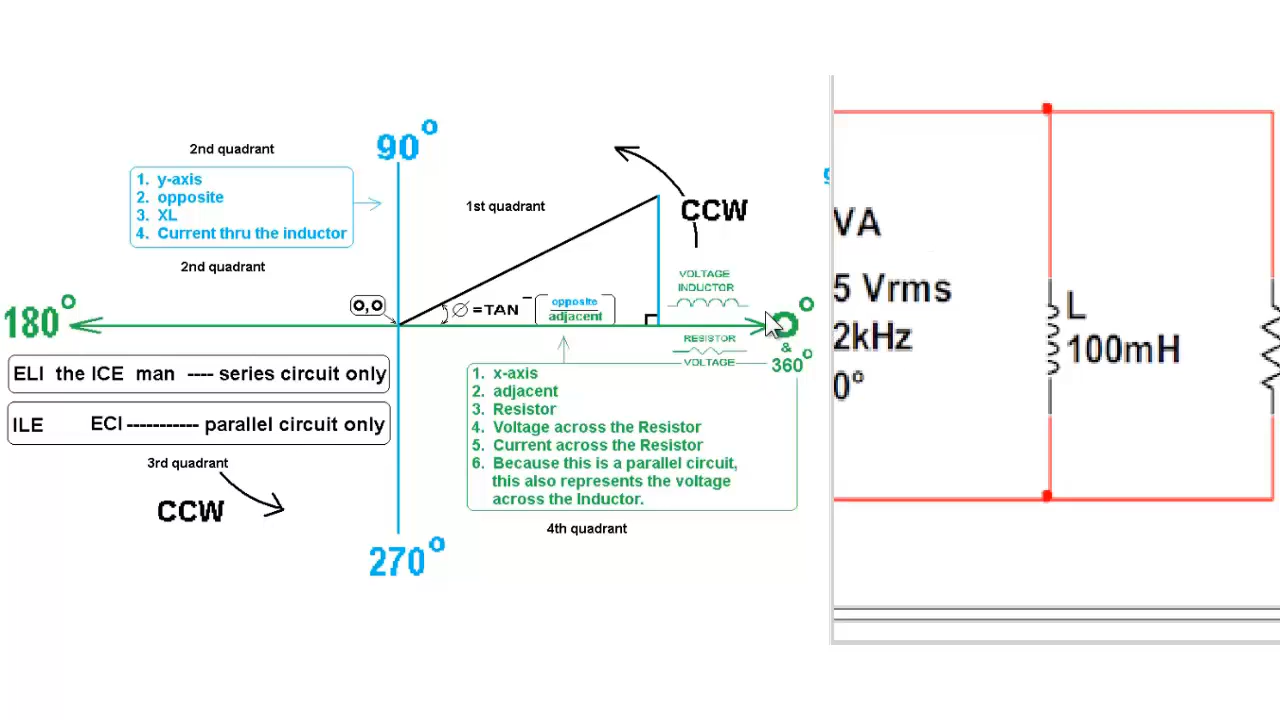 2nd quadrant
90°
1. y-axis
2. opposite
3. XL
4. Current thru the inductor
2nd quadrant
1st quadrant
CCW
VOLTAGE
INDUCTOR
180°
0,0
∅ =TAN⁻ opposite
adjacent
0°
&
360°
RESISTOR
VOLTAGE
ELI the ICE man ---- series circuit only
ILE ECI ----------- parallel circuit only
1. x-axis
2. adjacent
3. Resistor
4. Voltage across the Resistor
5. Current across the Resistor
6. Because this is a parallel circuit,
this also represents the voltage
across the Inductor.
3rd quadrant
CCW
4th quadrant
270°
VA
5 Vrms
2kHz
0°
L
100mH